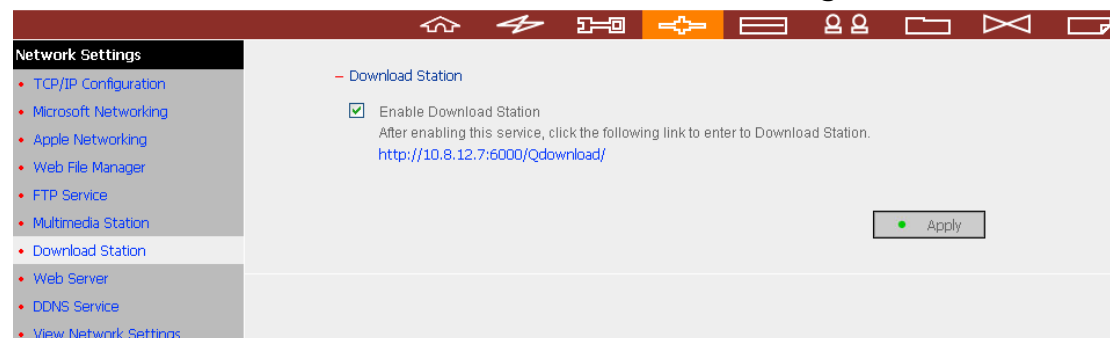 Network Settings
TCP/IP Configuration
Microsoft Networking
Apple Networking
Web File Manager
FTP Service
Multimedia Station
Download Station
Web Server
DDNS Service
View Network Settings
– Download Station
Enable Download Station
After enabling this service, click the following link to enter to Download Station.
http://10.8.12.7:6000/Qdownload/
Apply